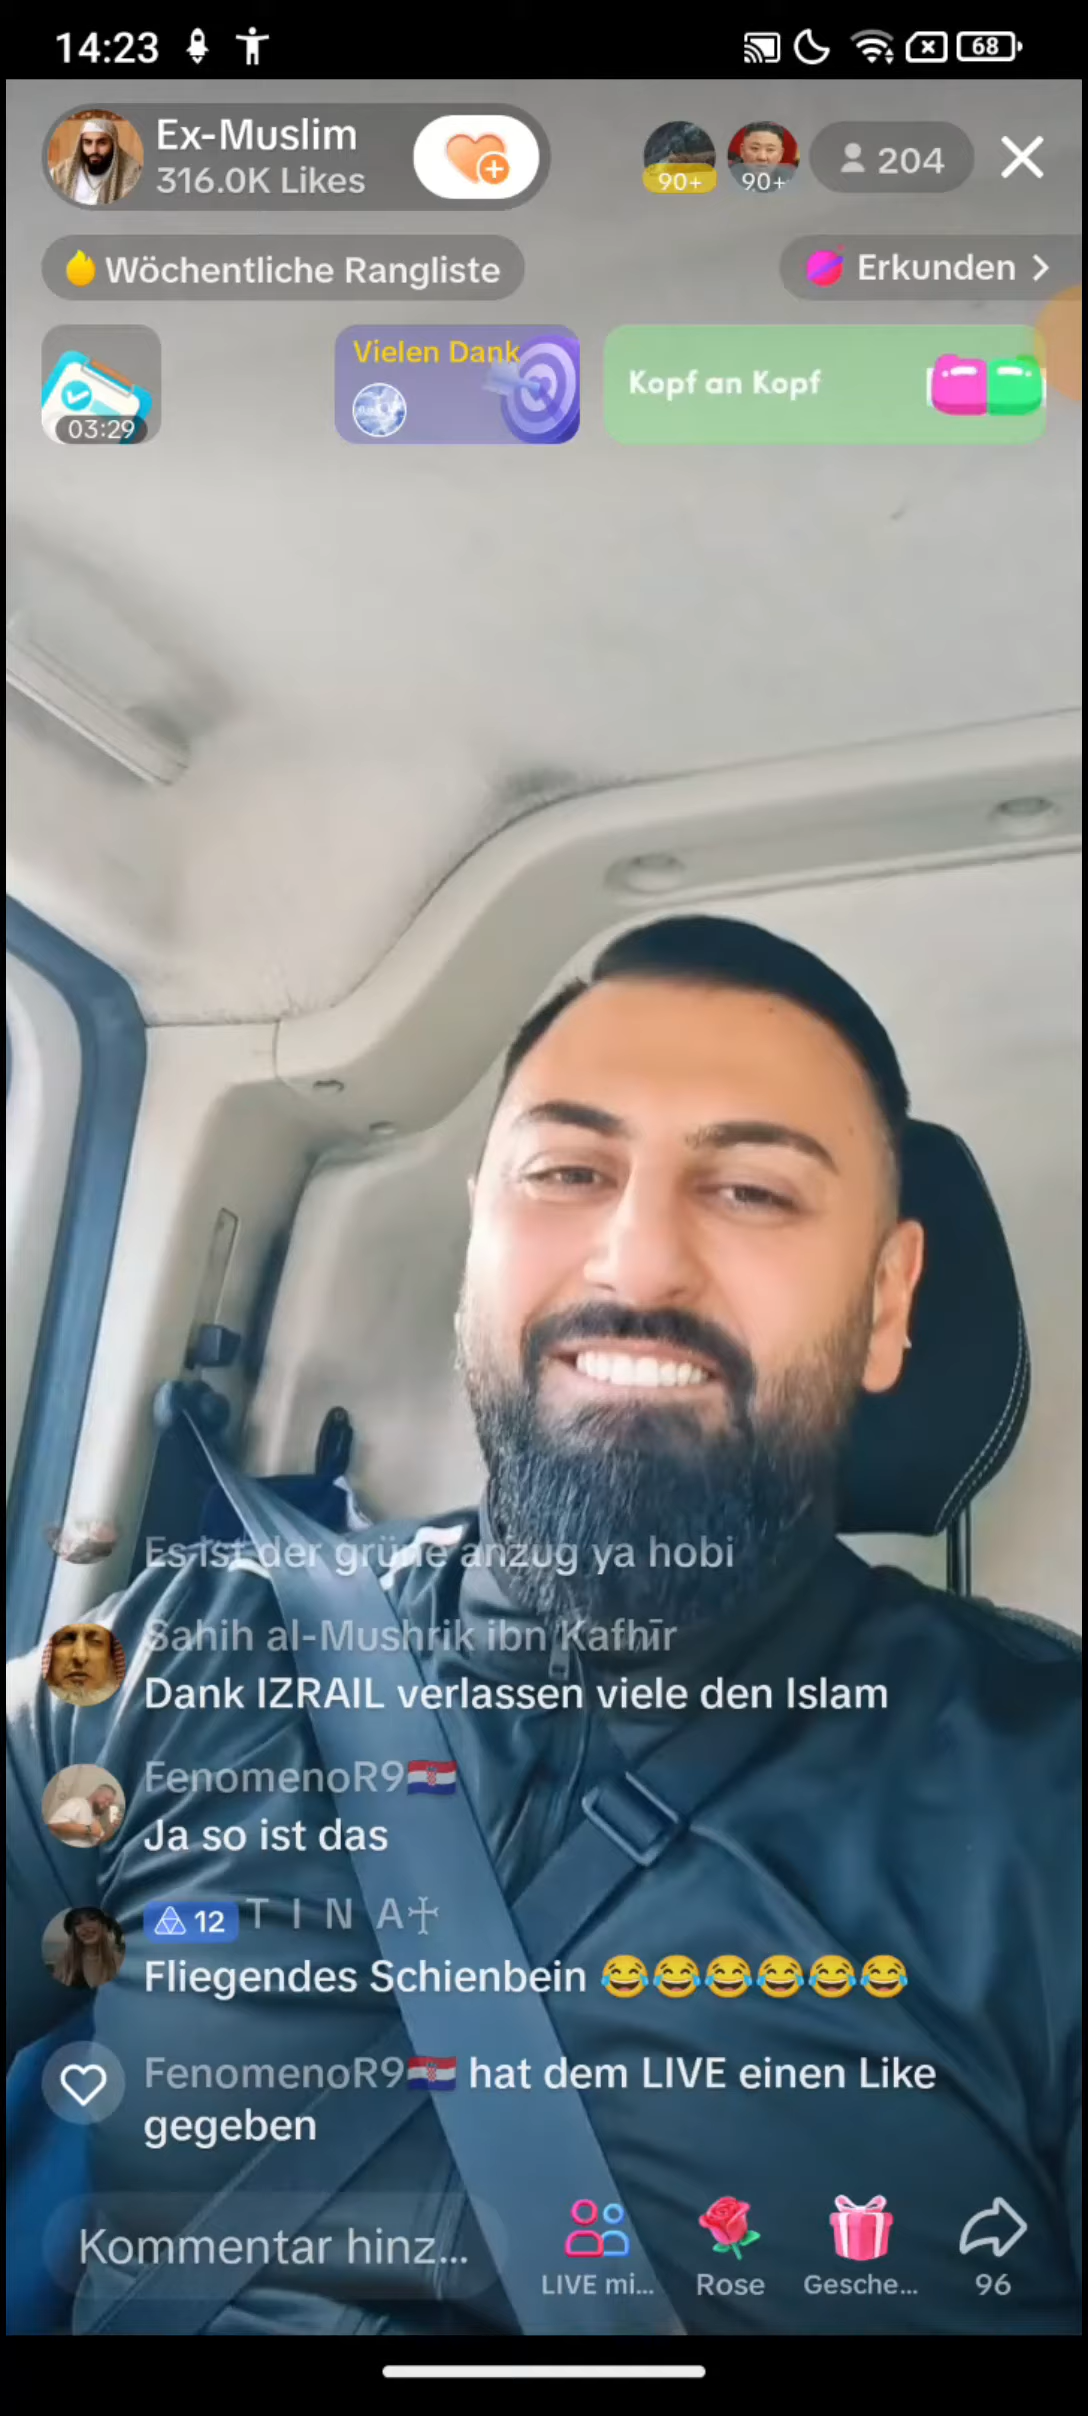 14:23
68
Ex-Muslim
316.0K Likes
90+
90+
204
Wöchentliche Rangliste
Erkunden
Vielen Dank
Kopf an Kopf
03:29
Es ist der grüne anzug ya hobi
Sahih al-Mushrik ibn Kafhīr
Dank IZRAIL verlassen viele den Islam
FenomenoR9🇭🇷
Ja so ist das
12 T I N A☥
Fliegendes Schienbein 😂😂😂😂😂😂
FenomenoR9🇭🇷 hat dem LIVE einen Like
gegeben
Kommentar hinz...
LIVE mi...
Rose
Gesche...
96